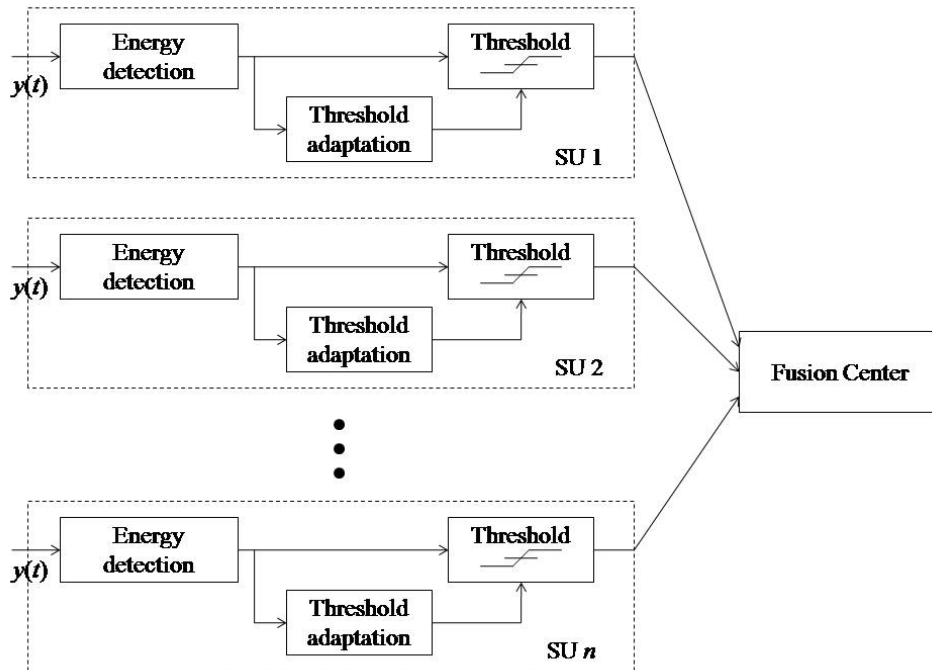 Energy
detection
Threshold
y(t)
Threshold
adaptation
SU 1
Energy
detection
Threshold
y(t)
Threshold
adaptation
SU 2
Fusion Center
Energy
detection
Threshold
y(t)
Threshold
adaptation
SU n